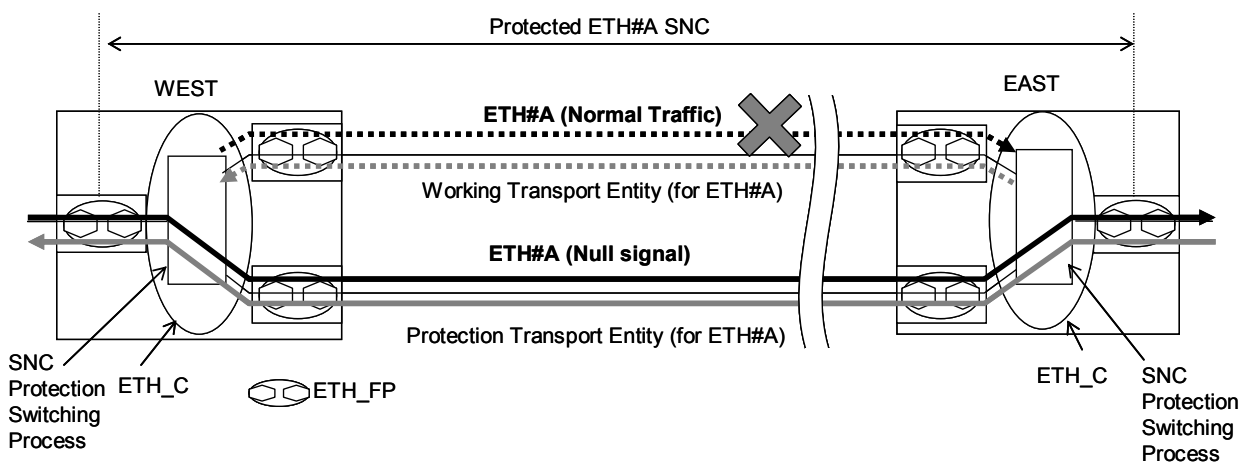 Protected ETH#A SNC
WEST
EAST
ETH#A (Normal Traffic)
Working Transport Entity (for ETH#A)
ETH#A (Null signal)
Protection Transport Entity (for ETH#A)
SNC
Protection
Switching
Process
ETH_C
ETH_FP
ETH_C
SNC
Protection
Switching
Process